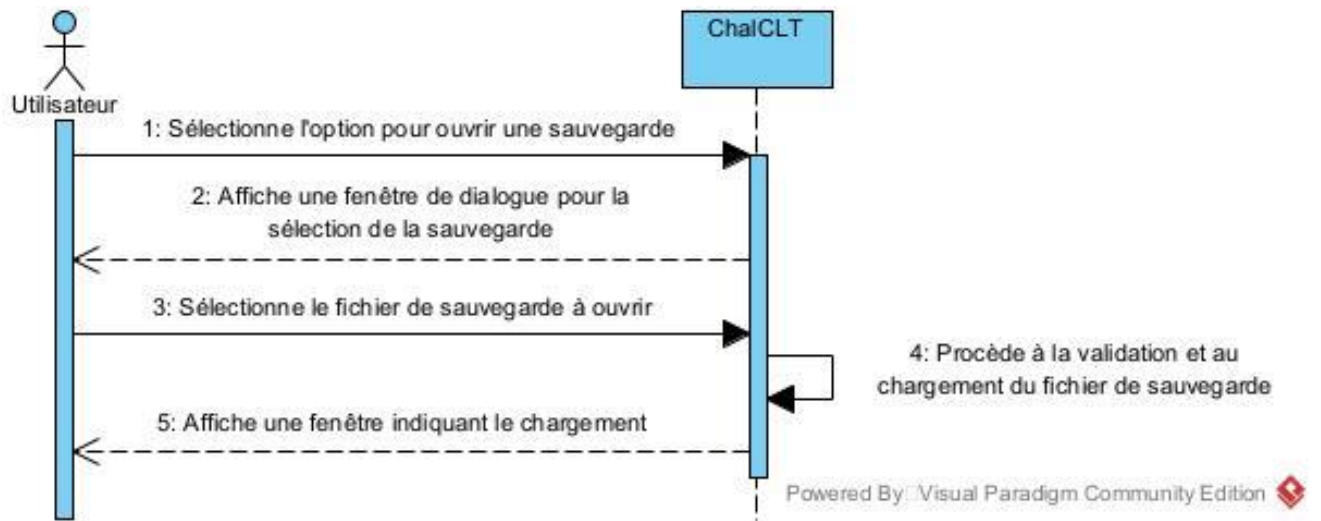 ChalCLT
Utilisateur
1: Sélectionne l'option pour ouvrir une sauvegarde
2: Affiche une fenêtre de dialogue pour la
sélection de la sauvegarde
3: Sélectionne le fichier de sauvegarde à ouvrir
4: Procède à la validation et au
chargement du fichier de sauvegarde
5: Affiche une fenêtre indiquant le chargement
Powered By Visual Paradigm Community Edition